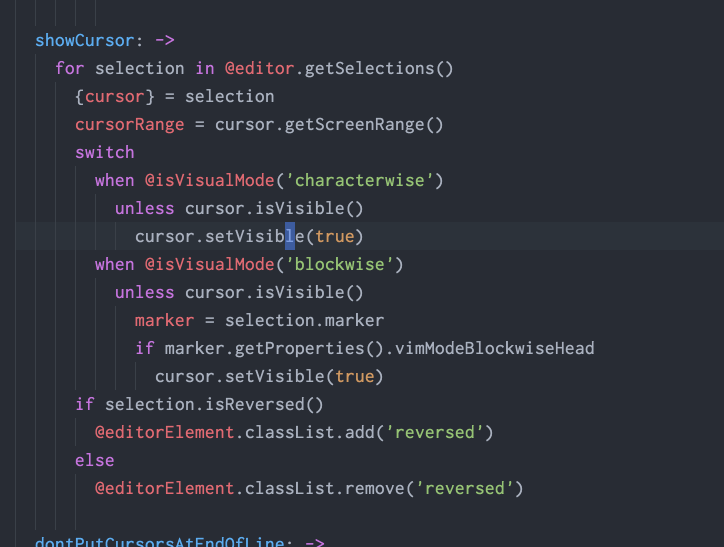 showCursor: ->
  for selection in @editor.getSelections()
    {cursor} = selection
    cursorRange = cursor.getScreenRange()
    switch
      when @isVisualMode('characterwise')
        unless cursor.isVisible()
          cursor.setVisible(true)
      when @isVisualMode('blockwise')
        unless cursor.isVisible()
          marker = selection.marker
          if marker.getProperties().vimModeBlockwiseHead
            cursor.setVisible(true)
    if selection.isReversed()
      @editorElement.classList.add('reversed')
    else
      @editorElement.classList.remove('reversed')
dontPutCursorsAtEndOfLine: ->